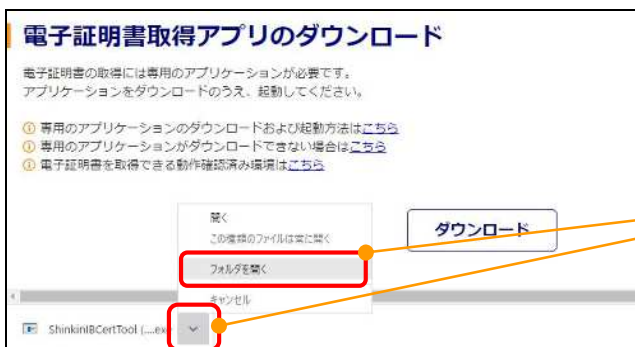 電子証明書取得アプリのダウンロード
電子証明書の取得には専用のアプリケーションが必要です。
アプリケーションをダウンロードのうえ、起動してください。
① 専用のアプリケーションのダウンロードおよび起動方法はこちら
① 専用のアプリケーションがダウンロードできない場合はこちら
① 電子証明書を取得できる動作確認済み環境はこちら
開く
この種類のファイルは常に開く
ダウンロード
フォルダを開く
キャンセル
ShinkinIBCertTool (....exe